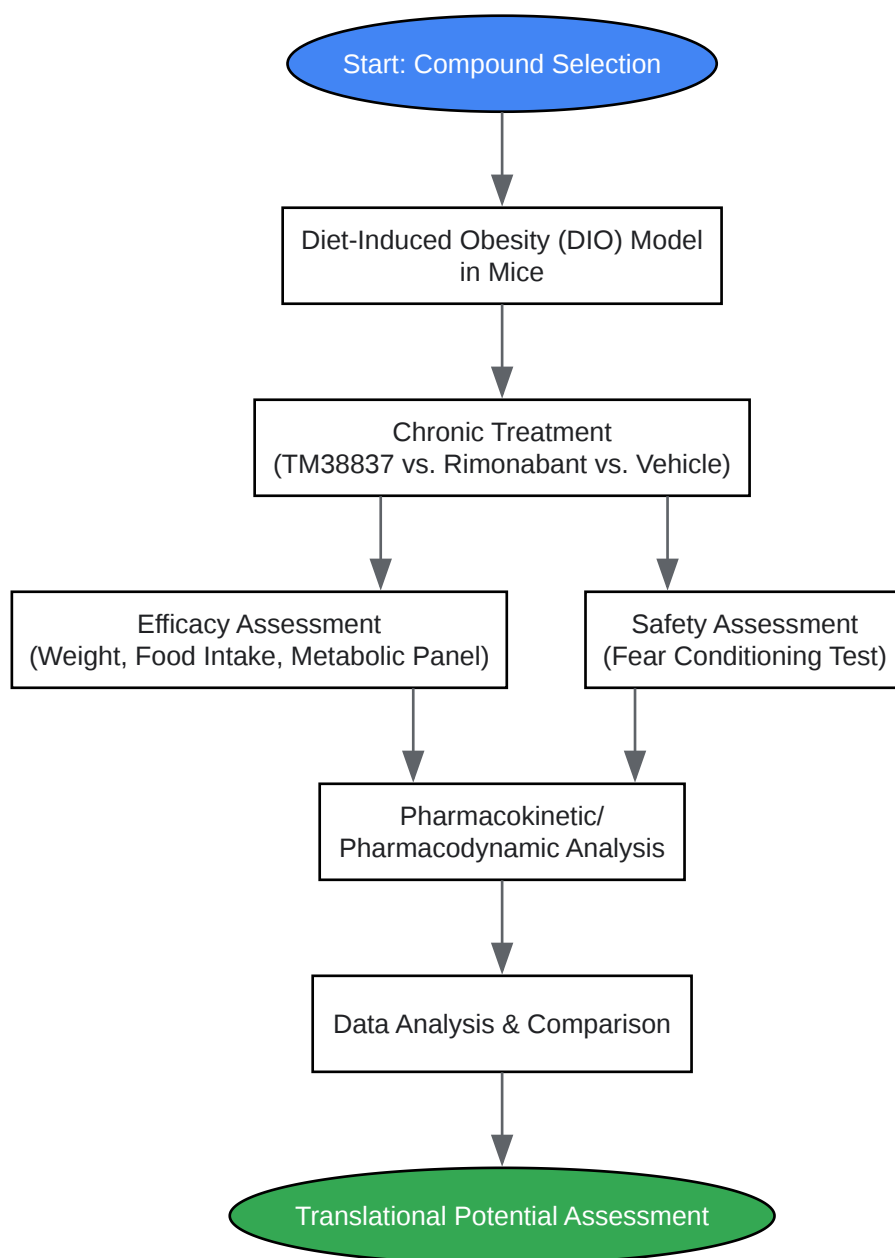 Start: Compound Selection
Diet-Induced Obesity (DIO) Model
in Mice
Chronic Treatment
(TM38837 vs. Rimonabant vs. Vehicle)
Efficacy Assessment
(Weight, Food Intake, Metabolic Panel)
Safety Assessment
(Fear Conditioning Test)
Pharmacokinetic/
Pharmacodynamic Analysis
Data Analysis & Comparison
Translational Potential Assessment